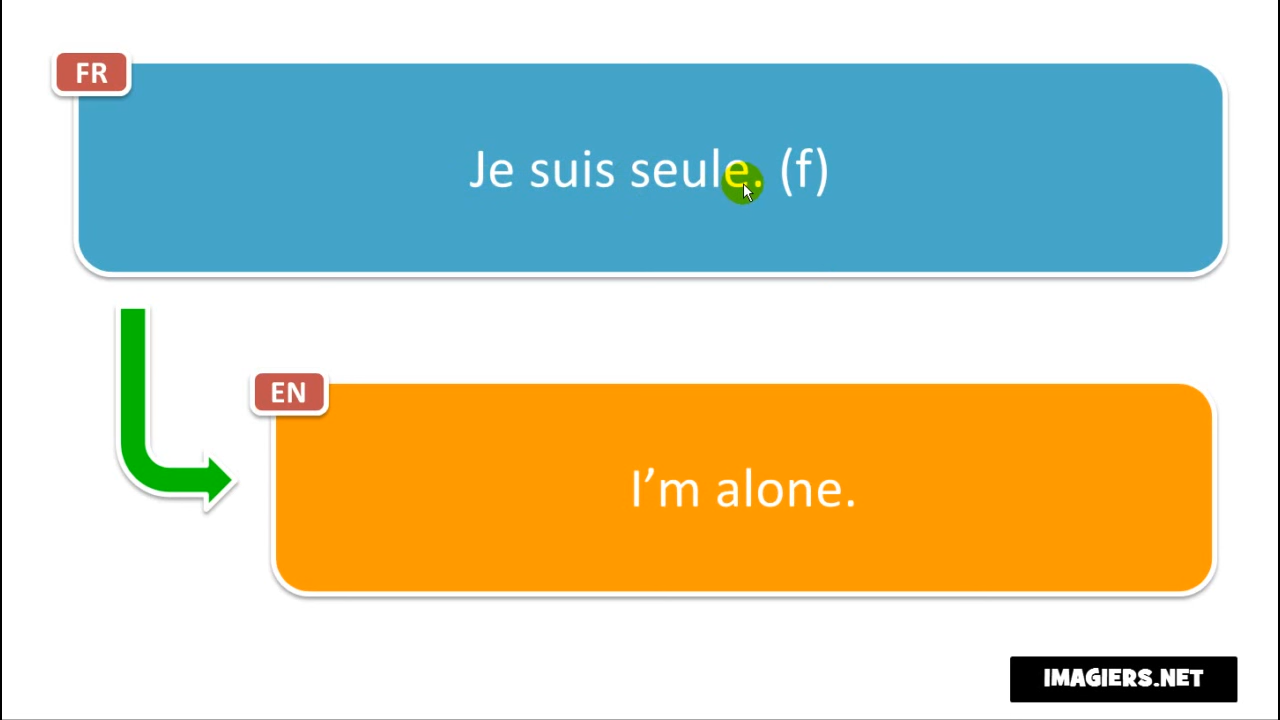 FR
Je suis seule. (f)
EN
I’m alone.
IMAGIERS.NET